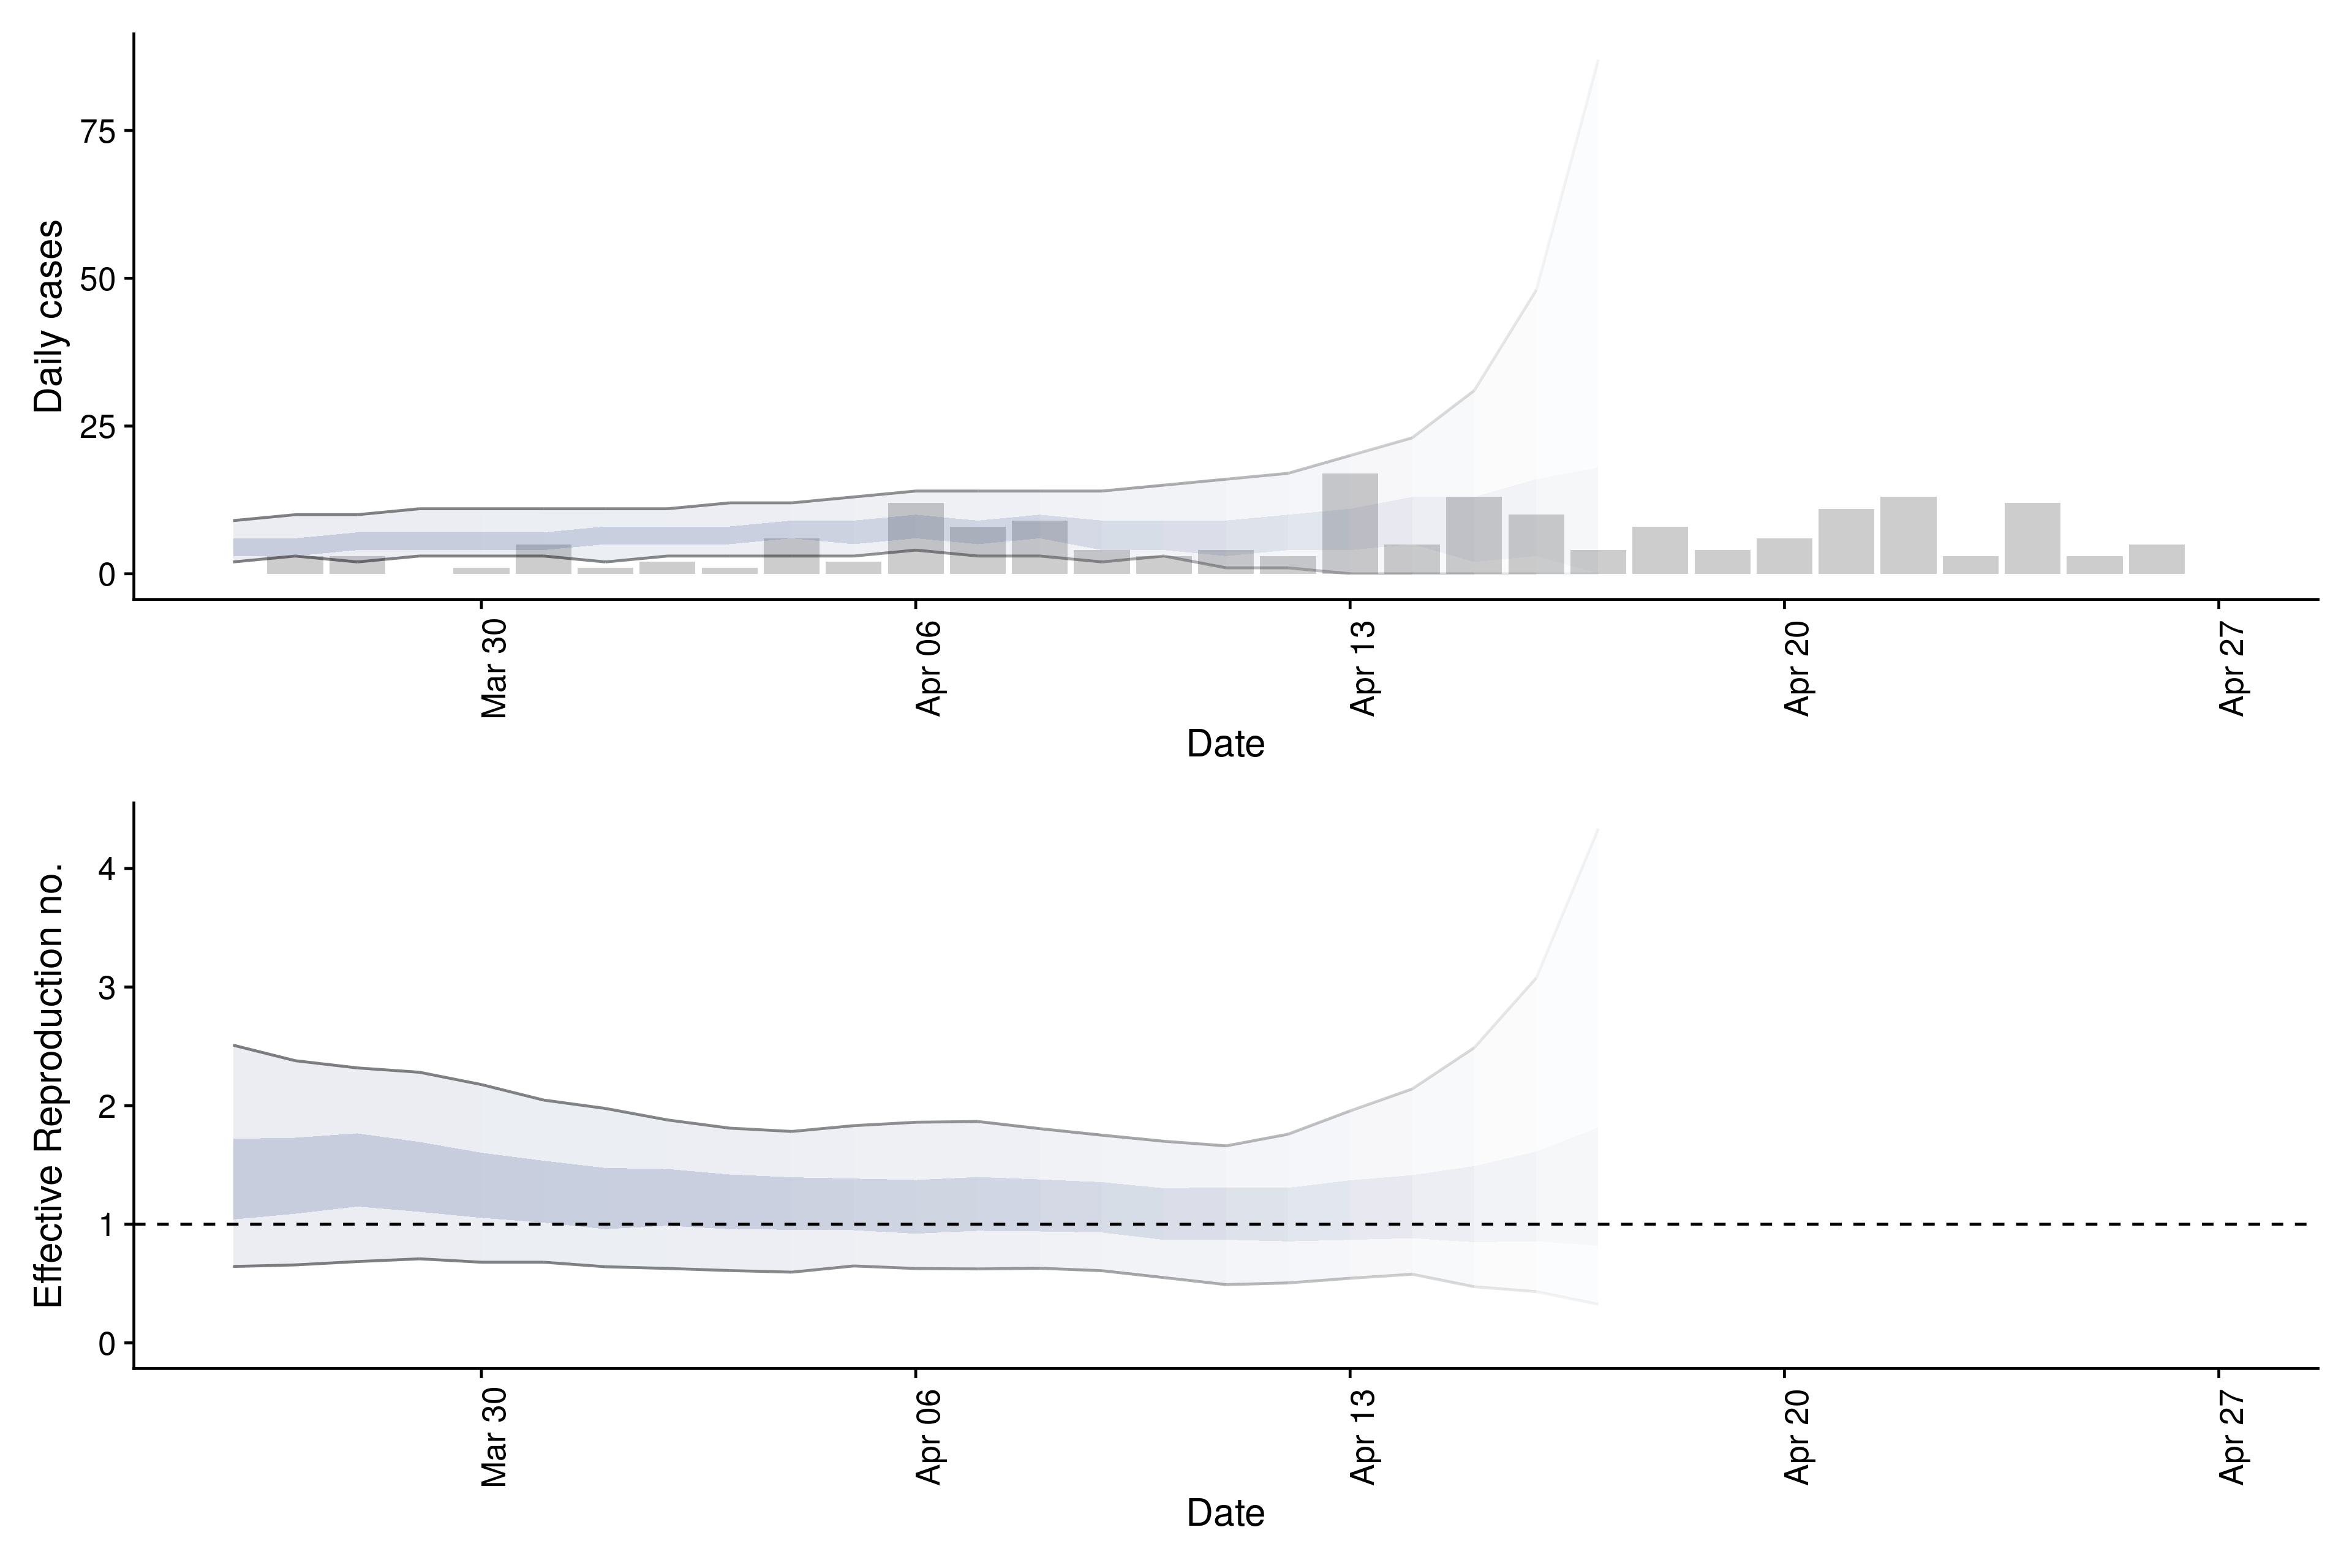 Daily cases
75
50
25
0
Mar 30
Apr 06
Apr 13
Apr 20
Apr 27
Date
Effective Reproduction no.
4
3
2
1
0
Mar 30
Apr 06
Apr 13
Apr 20
Apr 27
Date